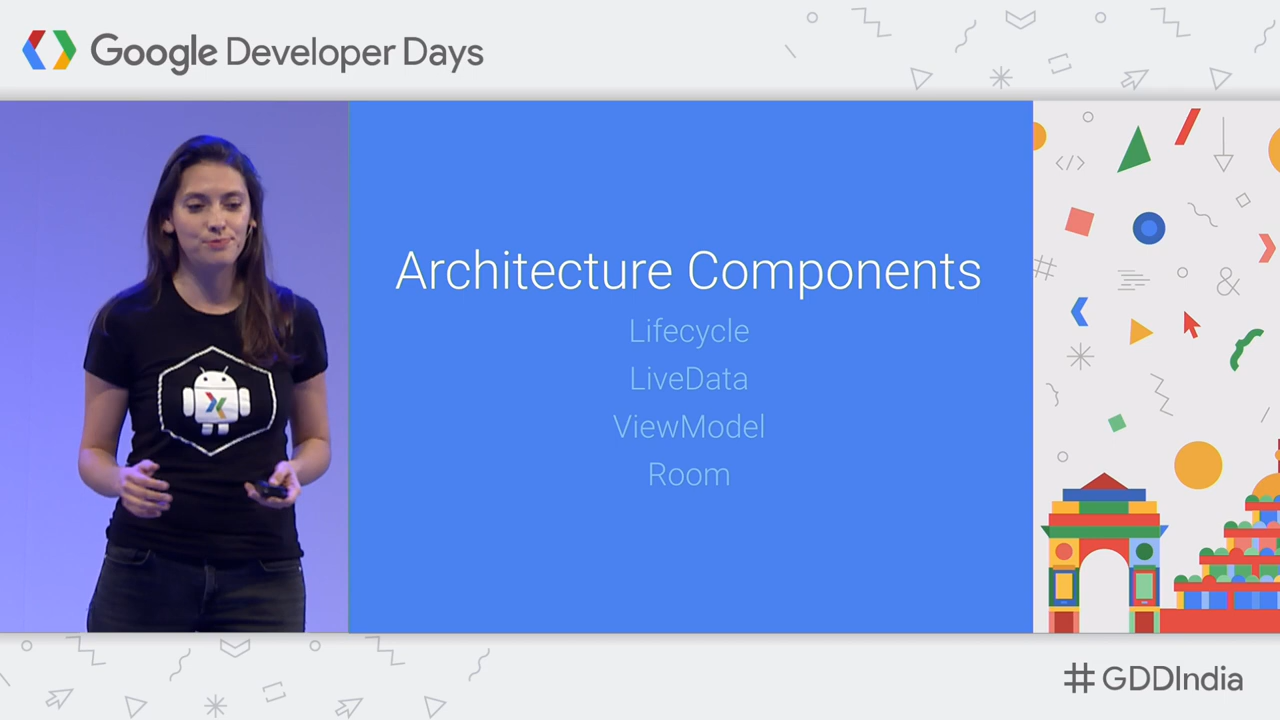 Google Developer Days
Architecture Components
Lifecycle
LiveData
ViewModel
Room
</>
#
&
#GDDIndia